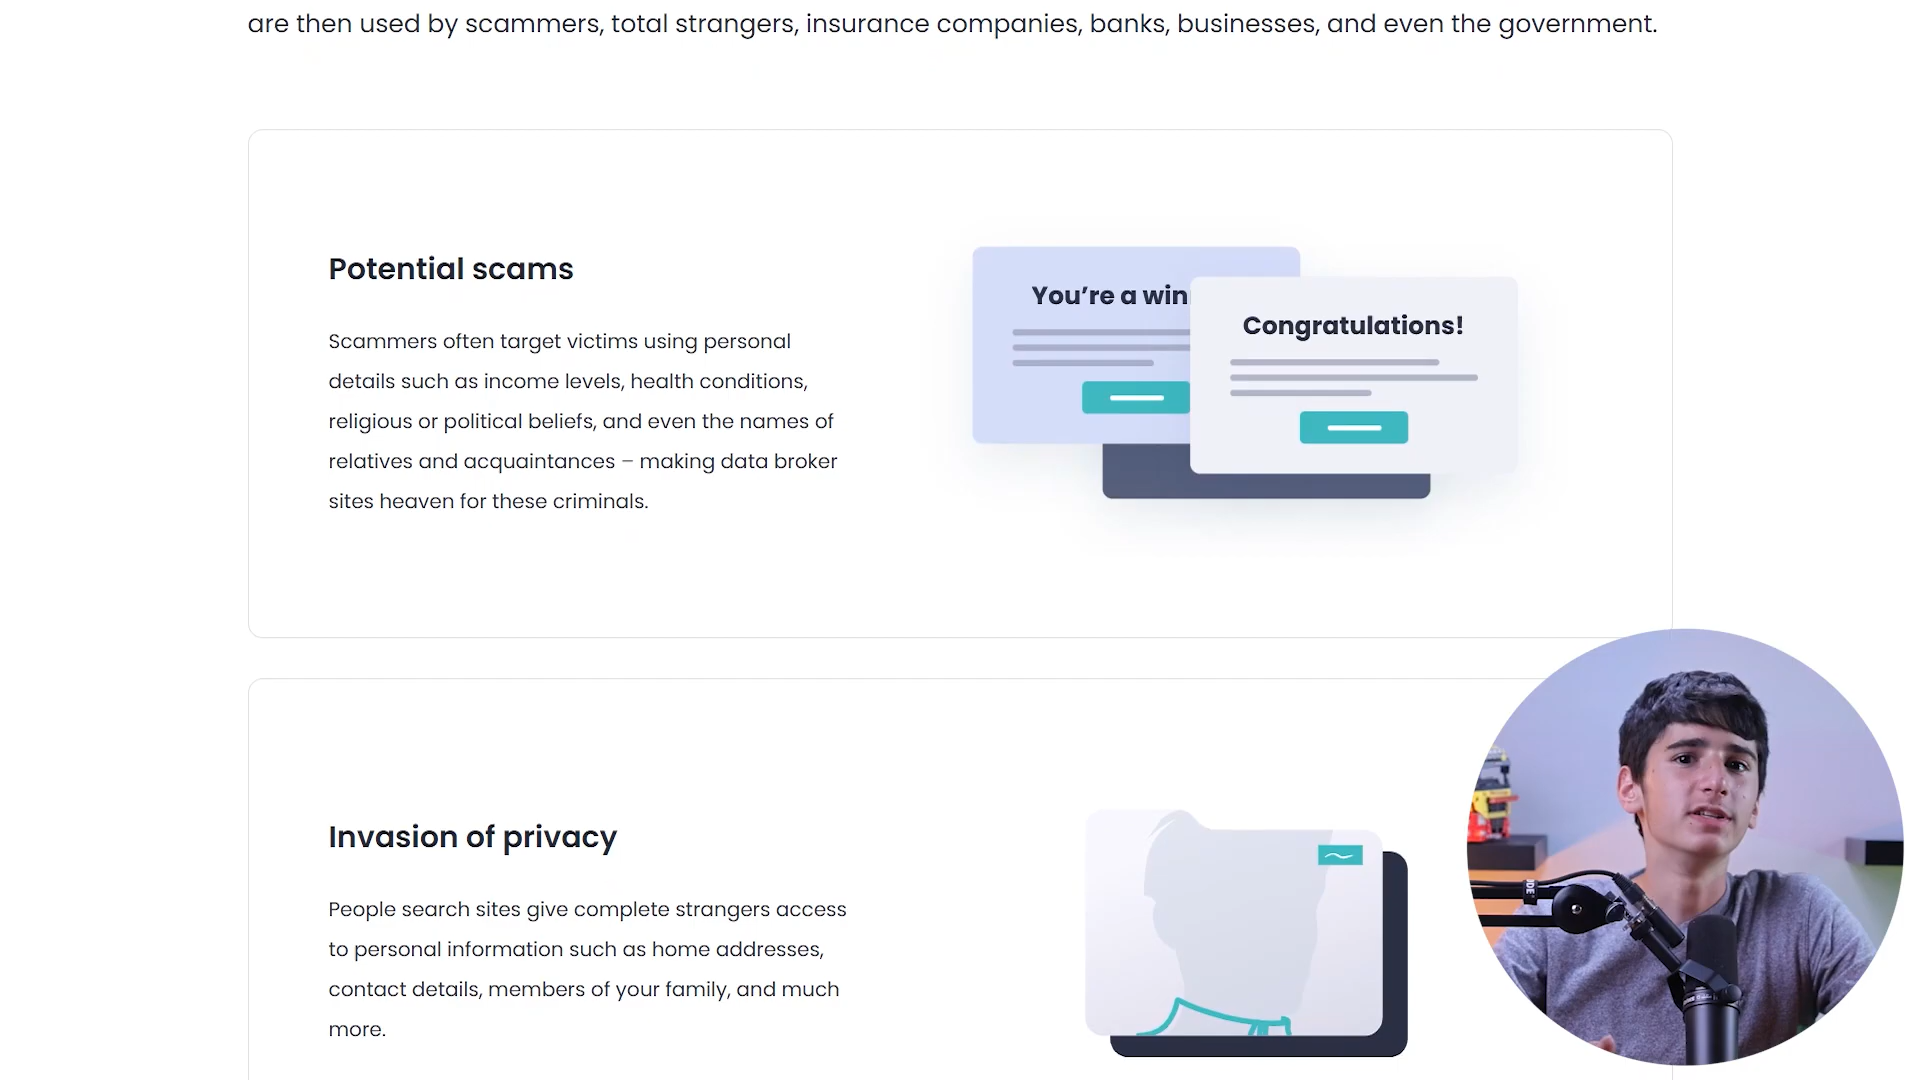 are then used by scammers, total strangers, insurance companies, banks, businesses, and even the government.
Potential scams
Scammers often target victims using personal
details such as income levels, health conditions,
religious or political beliefs, and even the names of
relatives and acquaintances – making data broker
sites heaven for these criminals.
You’re a win
Congratulations!
Invasion of privacy
People search sites give complete strangers access
to personal information such as home addresses,
contact details, members of your family, and much
more.